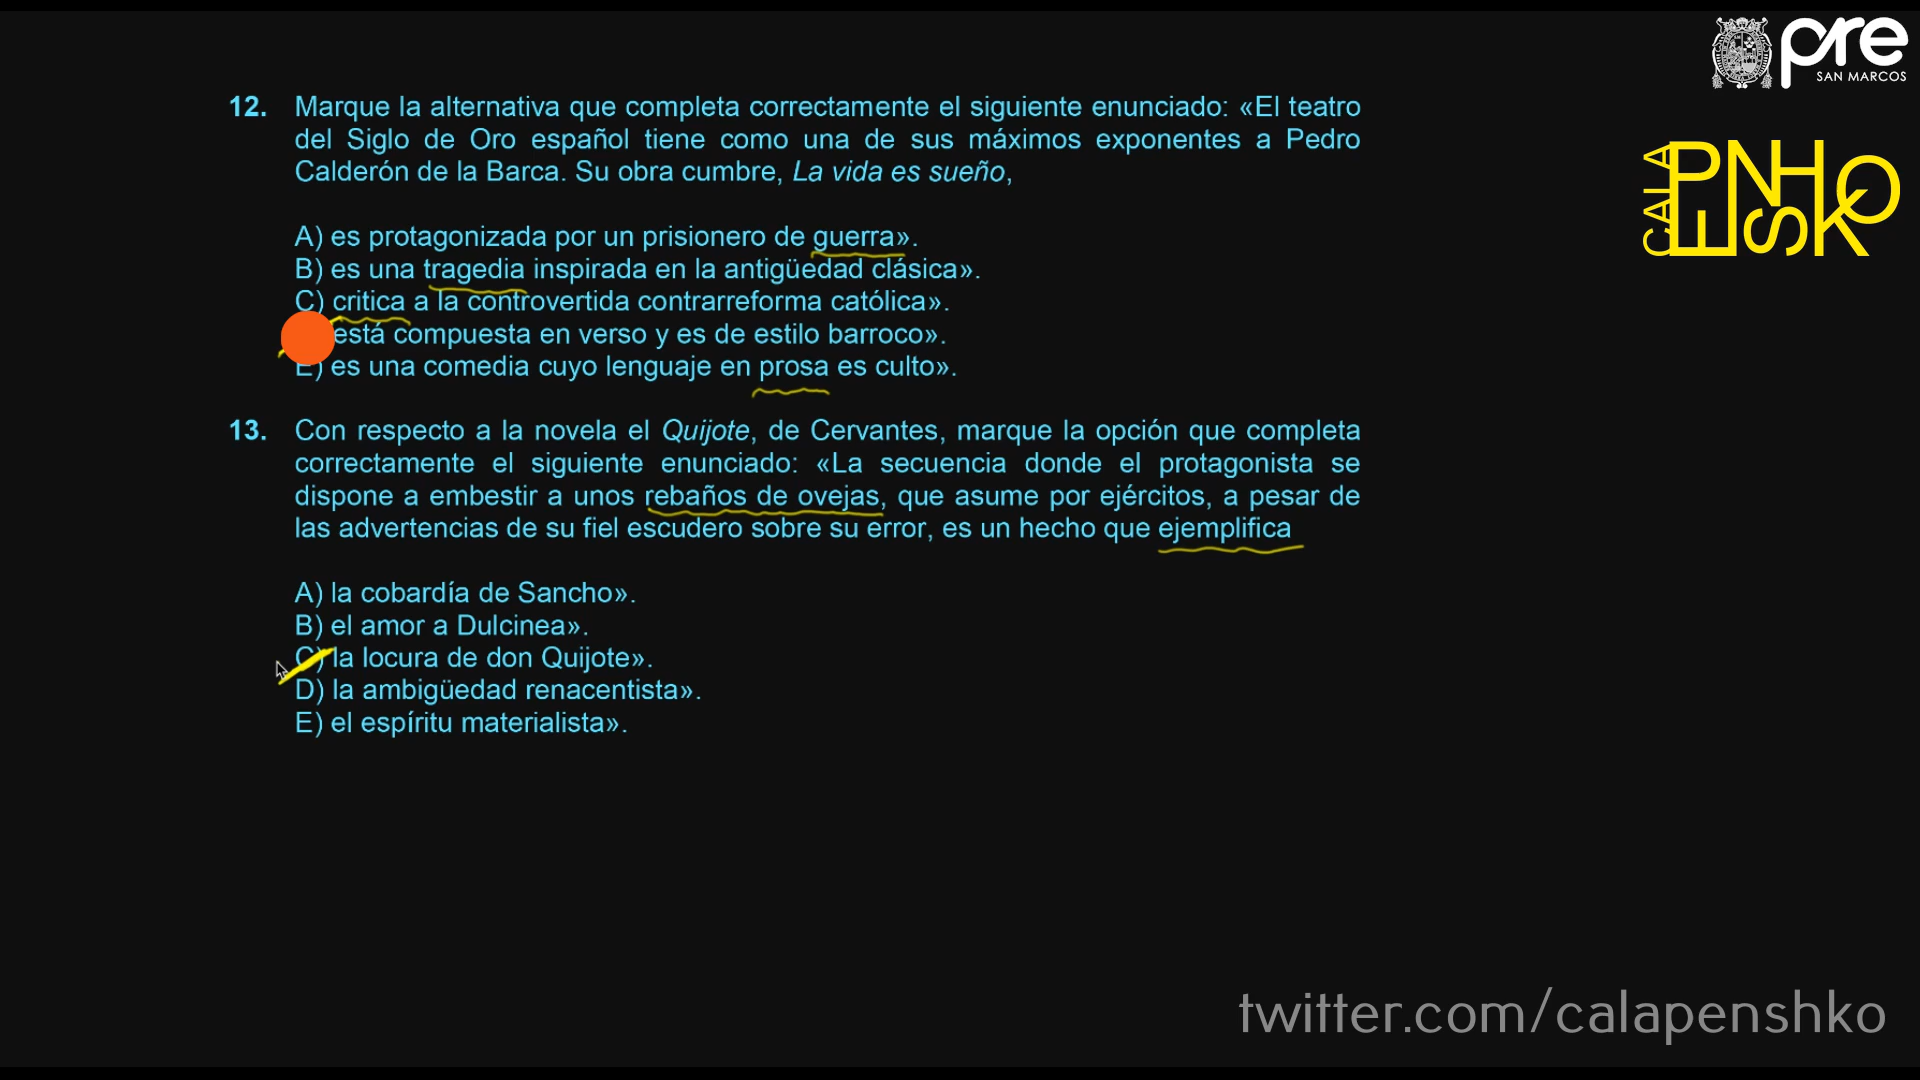 pre
SAN MARCOS
CALA
PENSHKO
12. Marque la alternativa que completa correctamente el siguiente enunciado: «El teatro
del Siglo de Oro español tiene como una de sus máximos exponentes a Pedro
Calderón de la Barca. Su obra cumbre, La vida es sueño,
A) es protagonizada por un prisionero de guerra».
B) es una tragedia inspirada en la antigüedad clásica».
C) critica a la controvertida contrarreforma católica».
está compuesta en verso y es de estilo barroco».
E) es una comedia cuyo lenguaje en prosa es culto».
13. Con respecto a la novela el Quijote, de Cervantes, marque la opción que completa
correctamente el siguiente enunciado: «La secuencia donde el protagonista se
dispone a embestir a unos rebaños de ovejas, que asume por ejércitos, a pesar de
las advertencias de su fiel escudero sobre su error, es un hecho que ejemplifica
A) la cobardía de Sancho».
B) el amor a Dulcinea».
C) la locura de don Quijote».
D) la ambigüedad renacentista».
E) el espíritu materialista».
twitter.com/calapenshko